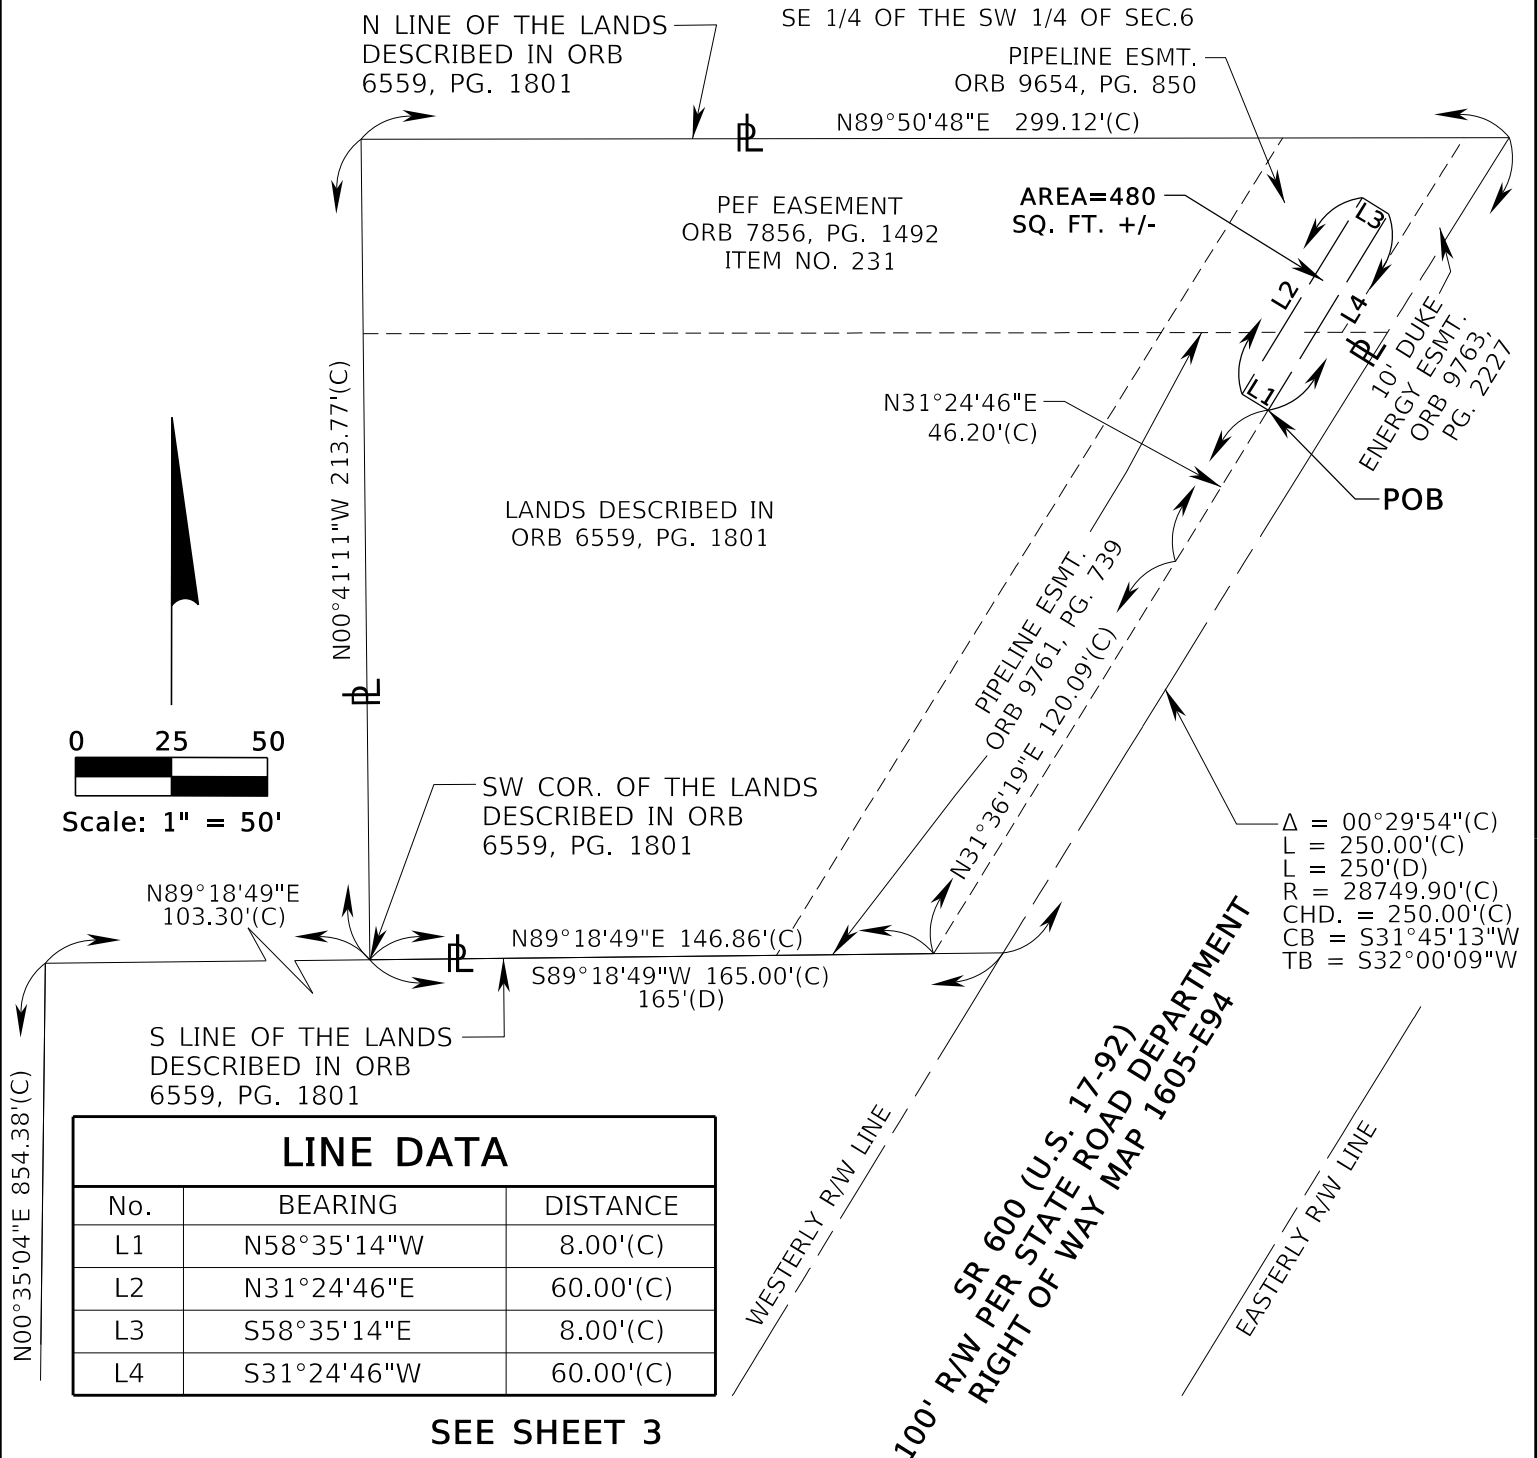 N LINE OF THE LANDS
DESCRIBED IN ORB
6559, PG. 1801
SE 1/4 OF THE SW 1/4 OF SEC.6
PIPELINE ESMT.
ORB 9654, PG. 850
N89°50'48"E 299.12'(C)
PL
PEF EASEMENT
ORB 7856, PG. 1492
ITEM NO. 231
AREA=480
SQ. FT. +/-
L3
L2
L4
L1
PL
10' DUKE
ENERGY ESMT.
ORB 9763,
PG. 2227
N31°24'46"E
46.20'(C)
POB
N00°41'11"W 213.77'(C)
LANDS DESCRIBED IN
ORB 6559, PG. 1801
PIPELINE ESMT.
ORB 9761, PG. 739
N31°36'19"E 120.09'(C)
PL
0 25 50
Scale: 1" = 50'
SW COR. OF THE LANDS
DESCRIBED IN ORB
6559, PG. 1801
Δ = 00°29'54"(C)
L = 250.00'(C)
L = 250'(D)
R = 28749.90'(C)
CHD. = 250.00'(C)
CB = S31°45'13"W
TB = S32°00'09"W
N89°18'49"E
103.30'(C)
PL
N89°18'49"E 146.86'(C)
S89°18'49"W 165.00'(C)
165'(D)
S LINE OF THE LANDS
DESCRIBED IN ORB
6559, PG. 1801
N00°35'04"E 854.38'(C)
WESTERLY R/W LINE
SR 600 (U.S. 17-92)
100' R/W PER STATE ROAD DEPARTMENT
RIGHT OF WAY MAP 1605-E94
EASTERLY R/W LINE
LINE DATA
No. BEARING DISTANCE
L1 N58°35'14"W 8.00'(C)
L2 N31°24'46"E 60.00'(C)
L3 S58°35'14"E 8.00'(C)
L4 S31°24'46"W 60.00'(C)
SEE SHEET 3